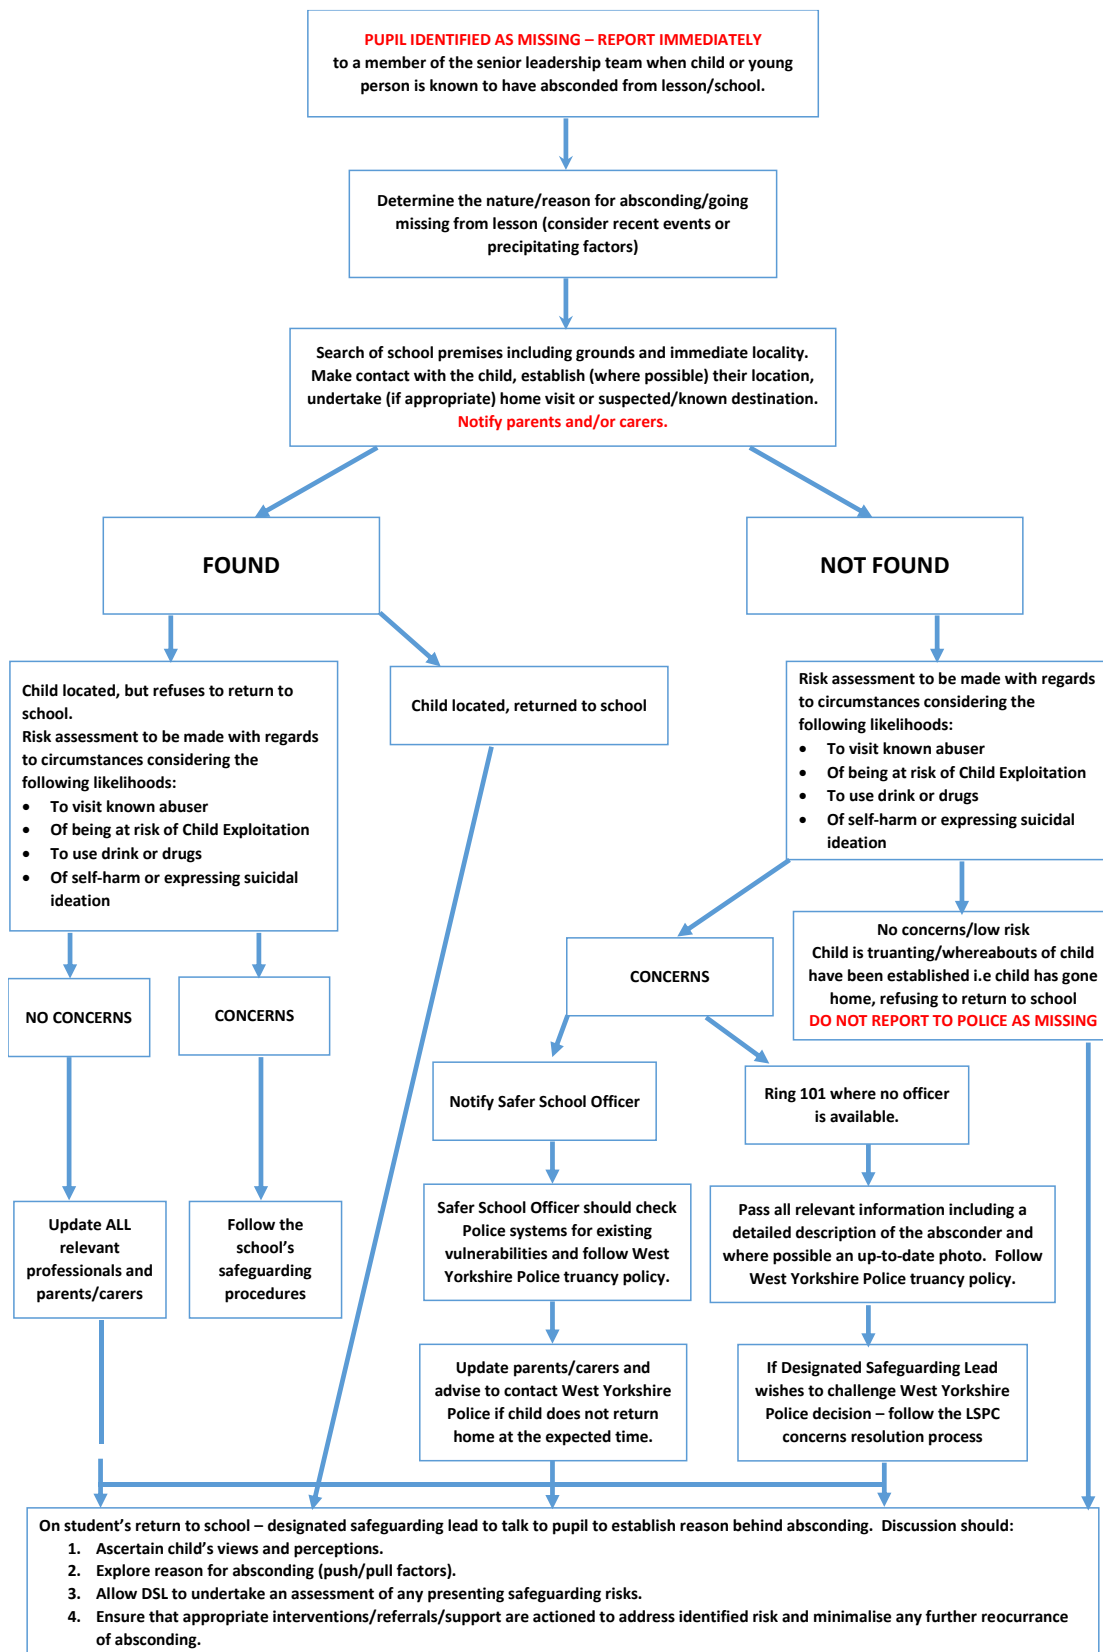 PUPIL IDENTIFIED AS MISSING – REPORT IMMEDIATELY
to a member of the senior leadership team when child or young
person is known to have absconded from lesson/school.
Determine the nature/reason for absconding/going
missing from lesson (consider recent events or
precipitating factors)
Search of school premises including grounds and immediate locality.
Make contact with the child, establish (where possible) their location,
undertake (if appropriate) home visit or suspected/known destination.
Notify parents and/or carers.
FOUND
NOT FOUND
Child located, but refuses to return to
school.
Risk assessment to be made with regards
to circumstances considering the
following likelihoods:
• To visit known abuser
• Of being at risk of Child Exploitation
• To use drink or drugs
• Of self-harm or expressing suicidal
ideation
Child located, returned to school
Risk assessment to be made with regards
to circumstances considering the
following likelihoods:
• To visit known abuser
• Of being at risk of Child Exploitation
• To use drink or drugs
• Of self-harm or expressing suicidal
ideation
NO CONCERNS
CONCERNS
CONCERNS
No concerns/low risk
Child is truanting/whereabouts of child
have been established i.e child has gone
home, refusing to return to school
DO NOT REPORT TO POLICE AS MISSING
Notify Safer School Officer
Ring 101 where no officer
is available.
Update ALL
relevant
professionals and
parents/carers
Follow the
school's
safeguarding
procedures
Safer School Officer should check
Police systems for existing
vulnerabilities and follow West
Yorkshire Police truancy policy.
Pass all relevant information including a
detailed description of the absconder and
where possible an up-to-date photo.  Follow
West Yorkshire Police truancy policy.
Update parents/carers and
advise to contact West Yorkshire
Police if child does not return
home at the expected time.
If Designated Safeguarding Lead
wishes to challenge West Yorkshire
Police decision – follow the LSPC
concerns resolution process
On student's return to school – designated safeguarding lead to talk to pupil to establish reason behind absconding.  Discussion should:
1. Ascertain child's views and perceptions.
2. Explore reason for absconding (push/pull factors).
3. Allow DSL to undertake an assessment of any presenting safeguarding risks.
4. Ensure that appropriate interventions/referrals/support are actioned to address identified risk and minimalise any further reocurrance
of absconding.